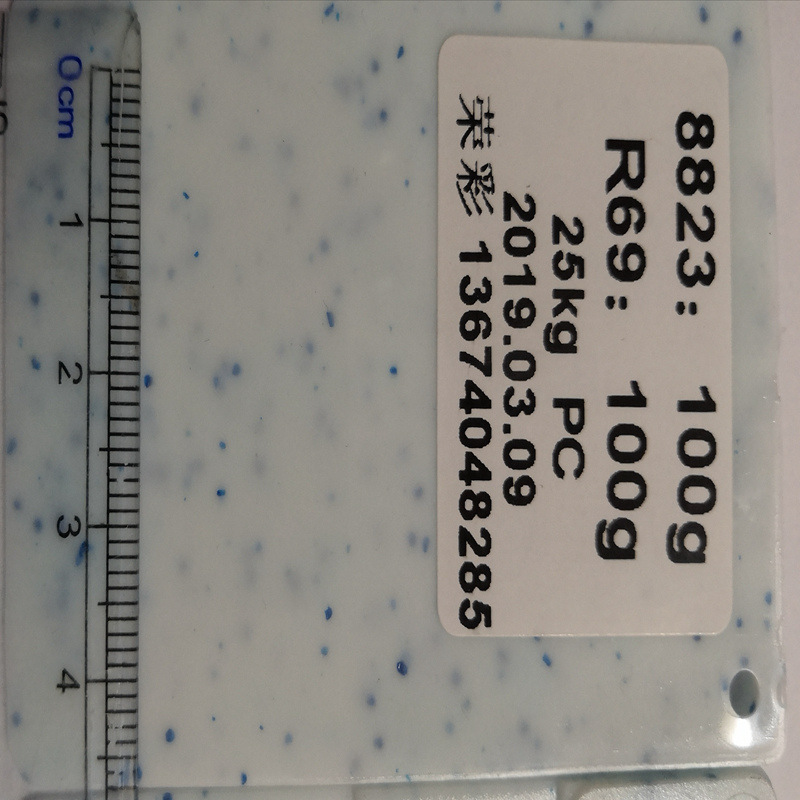 8823: 100g
R69: 100g
25kg PC
2019.03.09
荣彩 13674048285
0cm
1
2
3
4